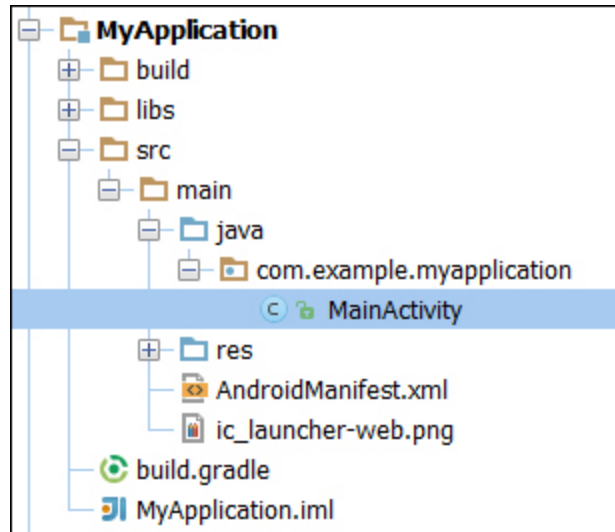 MyApplication
build
libs
src
main
java
com.example.myapplication
C MainActivity
res
AndroidManifest.xml
ic_launcher-web.png
build.gradle
MyApplication.iml